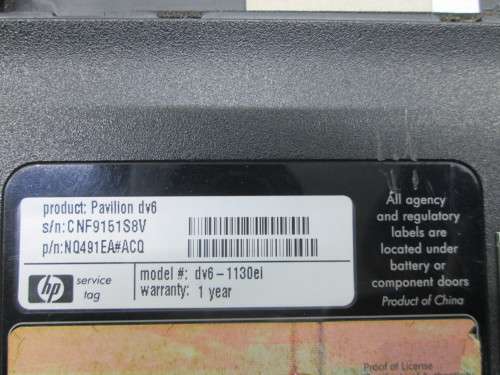 product: Pavilion dv6
s/n: CNF9151S8V
p/n: NQ491EA#ACQ
hp
service
tag
model #: dv6-1130ei
warranty: 1 year
All agency
and regulatory
labels are
located under
battery or
component doors
Product of China
Proof of License